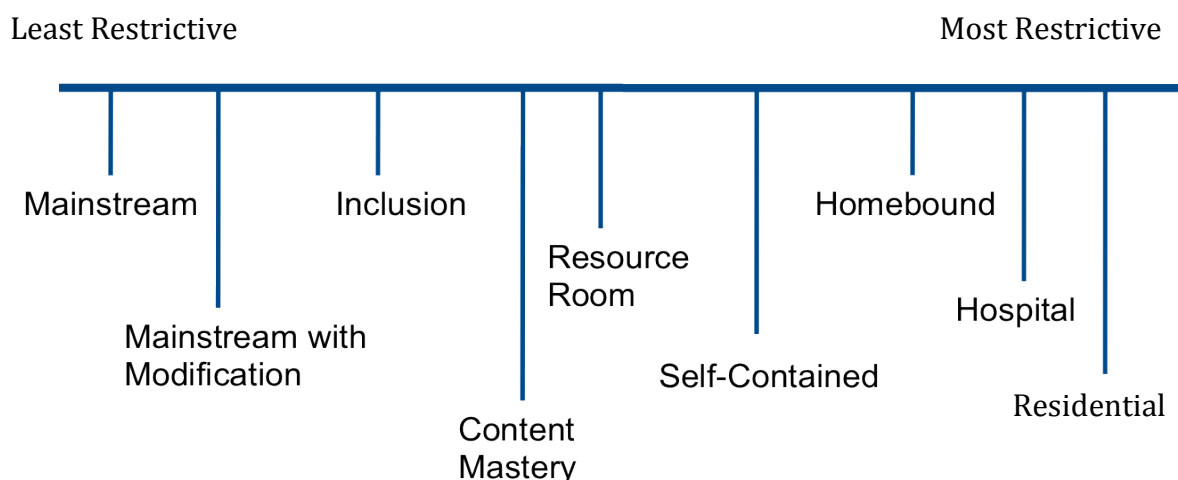 Least Restrictive
Most Restrictive
Mainstream
Inclusion
Homebound
Resource
Room
Hospital
Mainstream with
Modification
Self-Contained
Residential
Content
Mastery